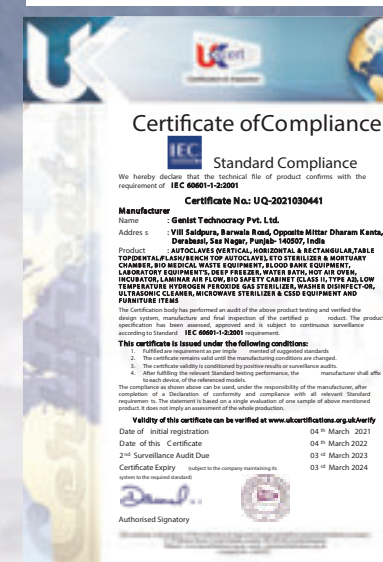 UK Cert
Certificate of Compliance
IEC Standard Compliance
We hereby declare that the technical file of product confirms with the
requirement of IEC 60601-1-2:2001
Certificate No.: UQ-2021030441
Manufacturer
Name : Genist Technocracy Pvt. Ltd.
Addres s : Vill Saidpura, Barwala Road, Opposite Mittar Dharam Kanta,
Derabassi, Sas Nagar, Punjab- 140507, India
Product : AUTOCLAVES (VERTICAL, HORIZONTAL & RECTANGULAR,TABLE
TOP(DENTAL/FLASH/BENCH TOP AUTOCLAVE), ETO STERILIZER & MORTUARY
CHAMBER, BIO MEDICAL WASTE EQUIPMENT, BLOOD BANK EQUIPMENT,
LABORATORY EQUIPMENT'S, DEEP FREEZER, WATER BATH, HOT AIR OVEN,
INCUBATOR, LAMINAR AIR FLOW, BIO SAFETY CABINET (CLASS II, TYPE A2), LOW
TEMPERATURE HYDROGEN PEROXIDE GAS STERILIZER, WASHER DISINFECT-OR,
ULTRASONIC CLEANER, MICROWAVE STERILIZER & CSSD EQUIPMENT AND
FURNITURE ITEMS
The Certification body has performed an audit of the above product testing and verified the
design system, manufacture and final inspection of the certified p roduct. The product
specification has been assessed, approved and is subject to continuous surveillance
according to Standard IEC 60601-1-2:2001 requirement.
This certificate is issued under the following conditions:
1. Fulfilled are requirement as per imple mented of suggested standards
2. The certificate remains valid until the manufacturing conditions are changed.
3. The certificate validity is conditioned by positive results or surveillance audits.
4. After fulfilling the relevant Standard testing performance, the manufacturer shall affix
to each device, of the referenced models.
The compliance as shown above can be used, under the responsibility of the manufacturer, after
completion of a Declaration of conformity and compliance with all relevant Standard
requiremen ts. The statement is based on a single evaluation of one sample of above mentioned
product. It does not imply an assessment of the whole production.
Validity of this certificate can be verified at www.ukcertifications.org.uk/verify
Date of initial registration 04 th March 2021
Date of this Certificate 04 th March 2022
2nd Surveillance Audit Due 03 rd March 2023
Certificate Expiry (subject to the company maintaining its 03 rd March 2024
system to the required standard)
Authorised Signatory